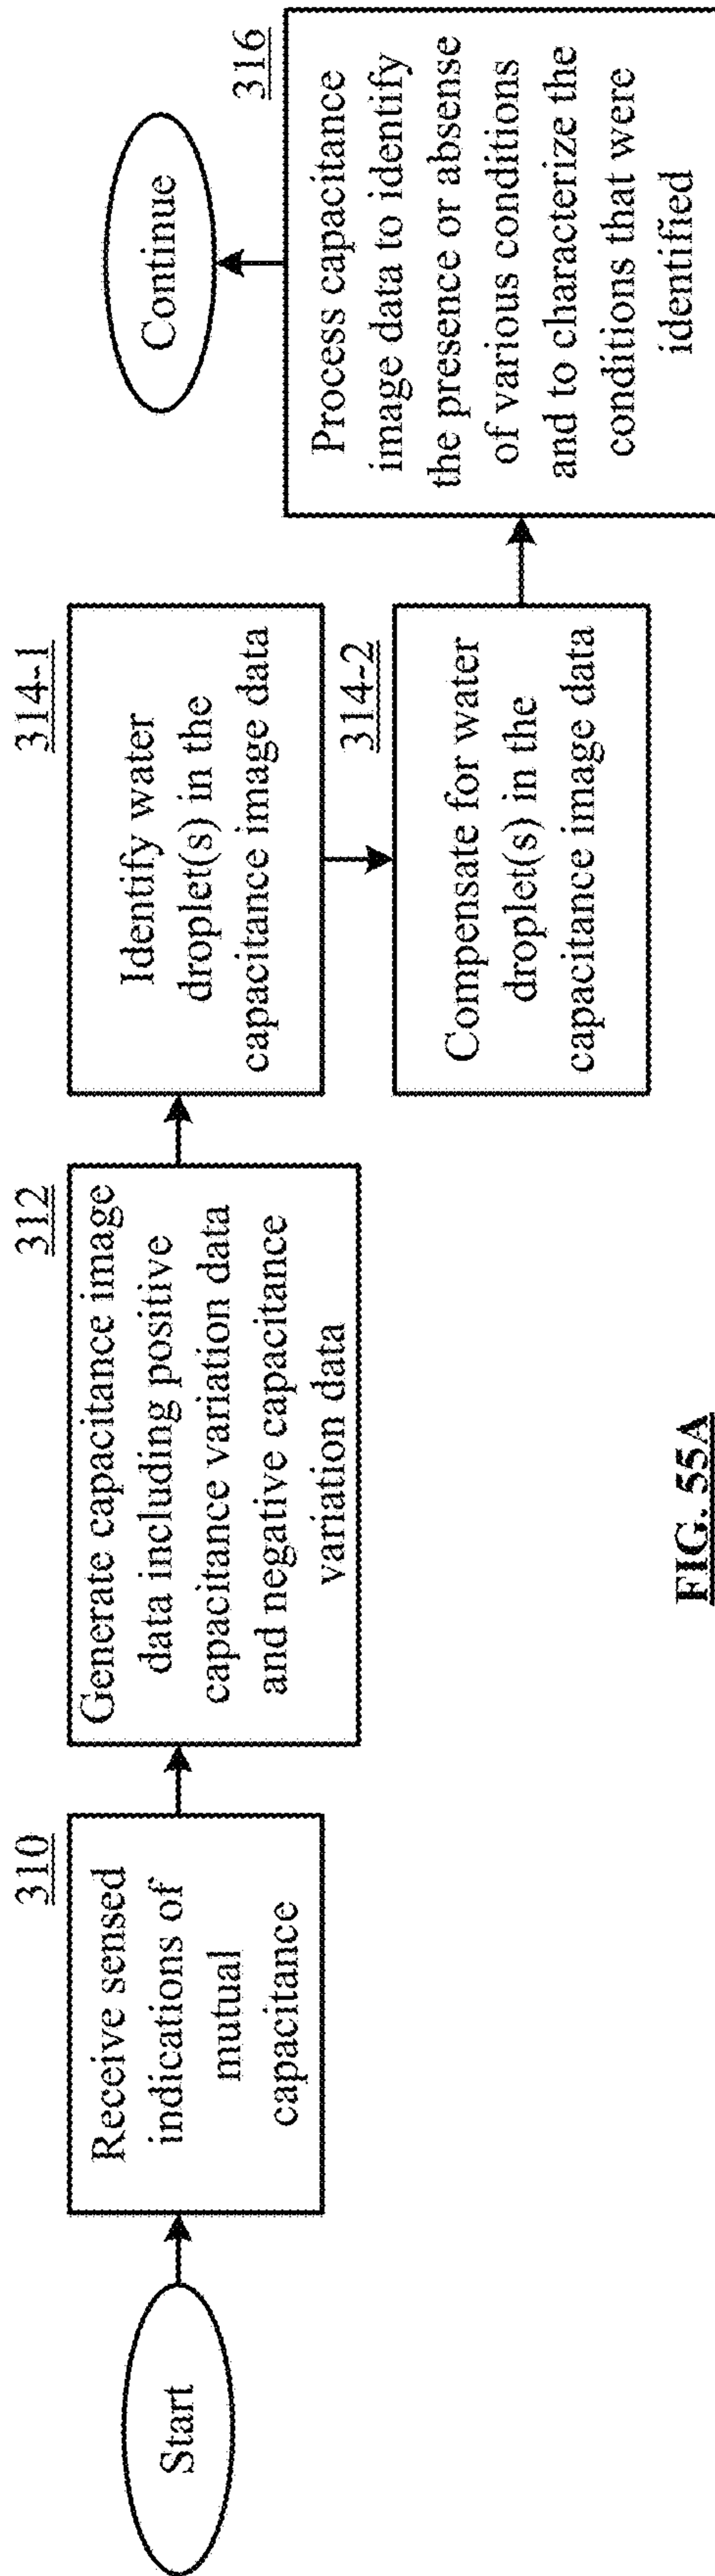 Start
310
Receive sensed
indications of
mutual
capacitance
312
Generate capacitance image
data including positive
capacitance variation data
and negative capacitance
variation data
314-1
Identify water
droplet(s) in the
capacitance image data
314-2
Compensate for water
droplet(s) in the
capacitance image data
316
Process capacitance
image data to identify
the presence or absense
of various conditions
and to characterize the
conditions that were
identified
Continue
FIG. 55A